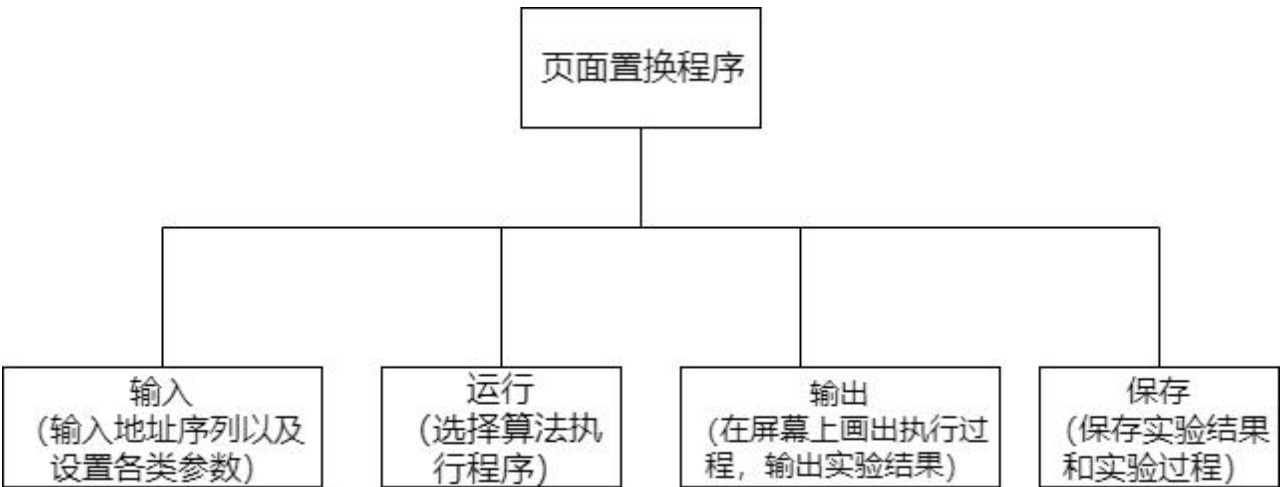 页面置换程序
输入
（输入地址序列以及
设置各类参数）
运行
（选择算法执
行程序）
输出
（在屏幕上画出执行过
程，输出实验结果）
保存
（保存实验结果
和实验过程）